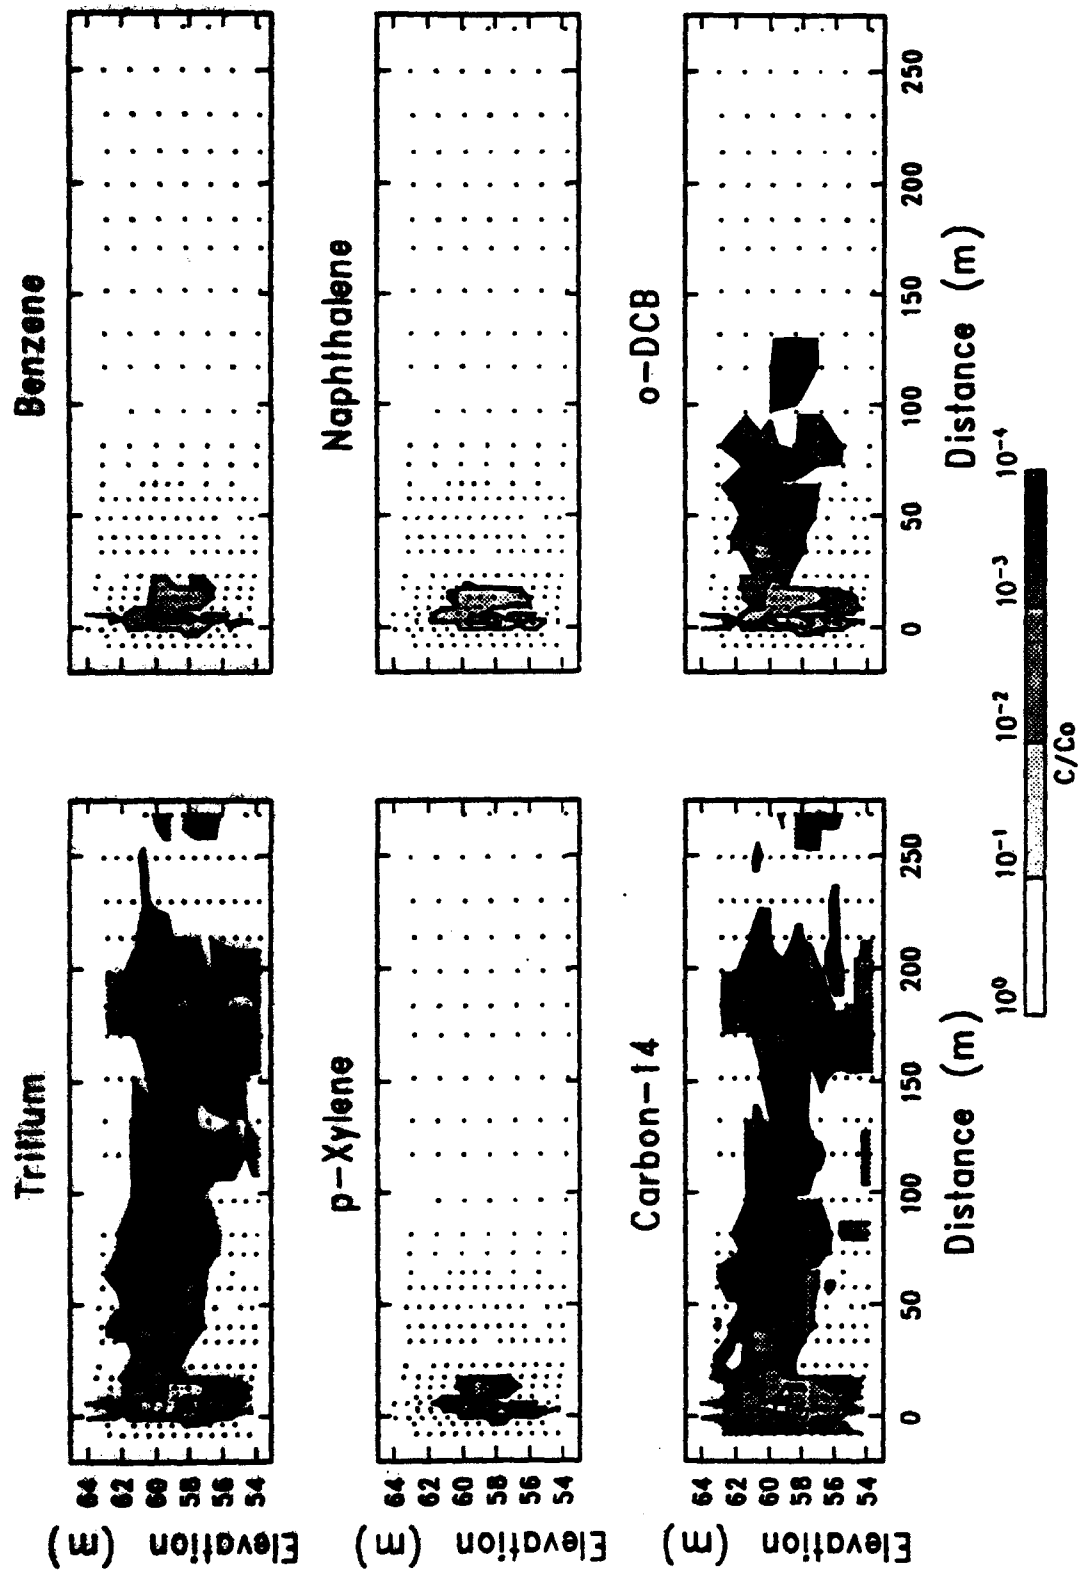 Tritium
Benzene
Elevation (m)
64 62 60 58 56 54
p-Xylene
Naphthalene
Elevation (m)
64 62 60 58 56 54
Carbon-14
o-DCB
Elevation (m)
64 62 60 58 56 54
0 50 100 150 200 250
0 50 100 150 200 250
Distance (m)
Distance (m)
10⁰ 10⁻¹ 10⁻² 10⁻³ 10⁻⁴
C/Co